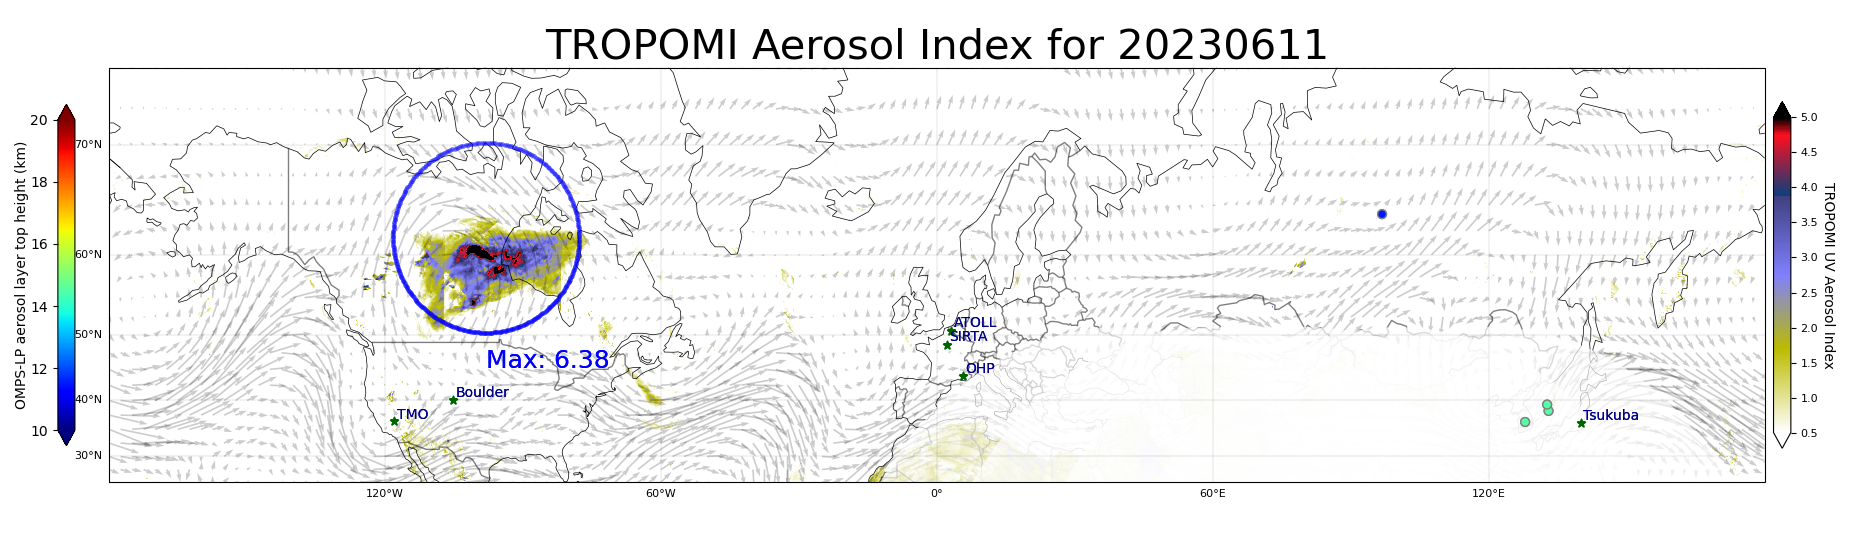 TROPOMI Aerosol Index for 20230611
OMPS-LP aerosol layer top height (km)
20
18
16
14
12
10
70°N
60°N
50°N
40°N
30°N
120°W
60°W
0°
60°E
120°E
Max: 6.38
Boulder
TMO
ATOLL
SIRTA
OHP
Tsukuba
5.0
4.5
4.0
3.5
3.0
2.5
2.0
1.5
1.0
0.5
TROPOMI UV Aerosol Index